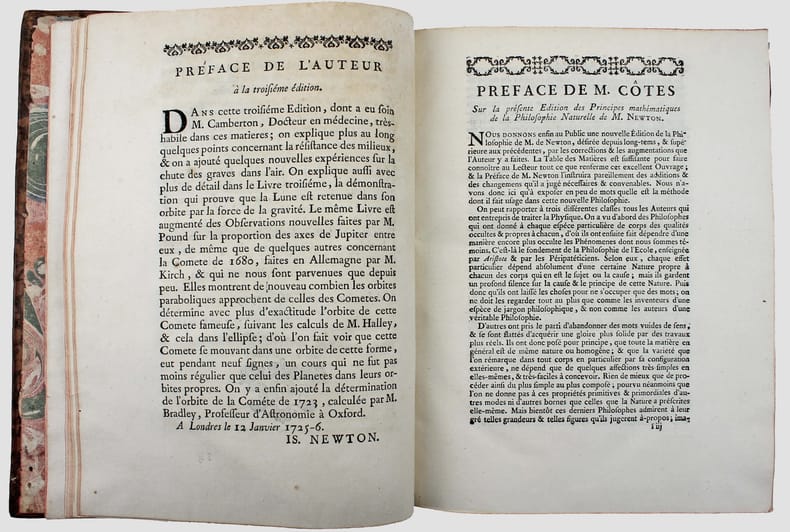 PRÉFACE DE L'AUTEUR
à la troisiéme édition.
DANS cette troisiéme Edition, dont a eu soin
M. Camberton, Docteur en médecine, très-
habile dans ces matieres; on explique plus au long
quelques points concernant la résistance des milieux,
& on a ajouté quelques nouvelles expériences sur la
chute des graves dans l'air. On explique aussi avec
plus de détail dans le Livre troisiéme, la démonstra-
tion qui prouve que la Lune est retenue dans son
orbite par la force de la gravité. Le même Livre est
augmenté des Observations nouvelles faites par M.
Pound sur la proportion des axes de Jupiter entre
eux, de même que de quelques autres concernant
la Comete de 1680, faites en Allemagne par M.
Kirch, & qui ne nous sont parvenues que depuis
peu. Elles montrent de nouveau combien les orbites
paraboliques approchent de celles des Cometes. On
détermine avec plus d'exactitude l'orbite de cette
Comete fameuse, suivant les calculs de M. Halley,
& cela dans l'ellipse; d'où l'on fait voir que cette
Comete se mouvant dans une orbite de cette forme,
eut pendant neuf signes, un cours qui ne fut pas
moins régulier que celui des Planetes dans leurs or-
bites propres. On y a enfin ajouté la détermination
de l'orbite de la Cométe de 1723, calculée par M.
Bradley, Professeur d'Astronomie à Oxford.
A Londres le 12 Janvier 1725-6.
IS. NEWTON.
PREFACE DE M. CÔTES
Sur la présente Edition des Principes mathématiques
de la Philosophie Naturelle de M. NEWTON.
NOUS DONNONS enfin au Public une nouvelle Édition de la Phi-
losophie de M. de Newton, désirée depuis long-tems, & supé-
rieure aux précédentes, par les corrections & les augmentations que
l'Auteur y a faites. La Table des Matiéres est suffisante pour faire
connoître au Lecteur tout ce que renferme cet excellent Ouvrage;
& la Préface de M. Newton l'instruira pareillement des additions &
des changemens qu'il a jugé nécessaires & convenables. Nous n'a-
vons donc ici qu'à exposer en peu de mots quelle est la méthode
dont il fait usage dans cette nouvelle Philosophie.
On peut rapporter à trois différentes classes tous les Auteurs qui
ont entrepris de traiter la Physique. On a vu d'abord des Philosophes
qui ont donné à chaque espéce particuliere de corps des qualités
occultes & propres à chacun, d'où ils ont ensuite fait dépendre d'une
manière encore plus occulte les Phénomenes dont nous sommes té-
moins. C'est-là le fondement de la Philosophie de l'Ecole, enseignée
par Aristote & par les Péripatéticiens. Selon eux, chaque effet
particulier dépend absolument d'une certaine Nature propre à
chacun des corps qui en est le sujet ou la cause; mais ils gardent
un profond silence sur la cause & le principe de cette Nature. Puis
donc qu'ils ont laissé les choses pour ne s'occuper que des mots; on
ne doit les regarder tout au plus que comme les inventeurs d'une
espéce de jargon philosophique, & non comme les auteurs d'une
véritable Philosophie.
D'autres ont pris le parti d'abandonner des mots vuides de sens,
& se sont flattés d'acquérir une gloire plus solide par des travaux
plus réels. Ils ont donc posé pour principe, que toute la matière en
général est de même nature ou homogène; & que la variété que
l'on rémarque dans tout corps en particulier par sa configuration
extérieure, ne dépend que de quelques affections très-simples en
elles-mêmes, & très-faciles à concevoir. Rien de mieux que de pro-
céder ainsi du plus simple au plus composé; pourvu néanmoins que
l'on ne donne pas à ces propriétés primitives & primordiales d'au-
tres modes ni d'autres bornes que celles que la Nature a préscrites
elle-même. Mais bientôt ces derniers Philosophes admirent à leur
gré telles grandeurs & telles figures qu'ils jugerent à-propos; imaͅ
iij